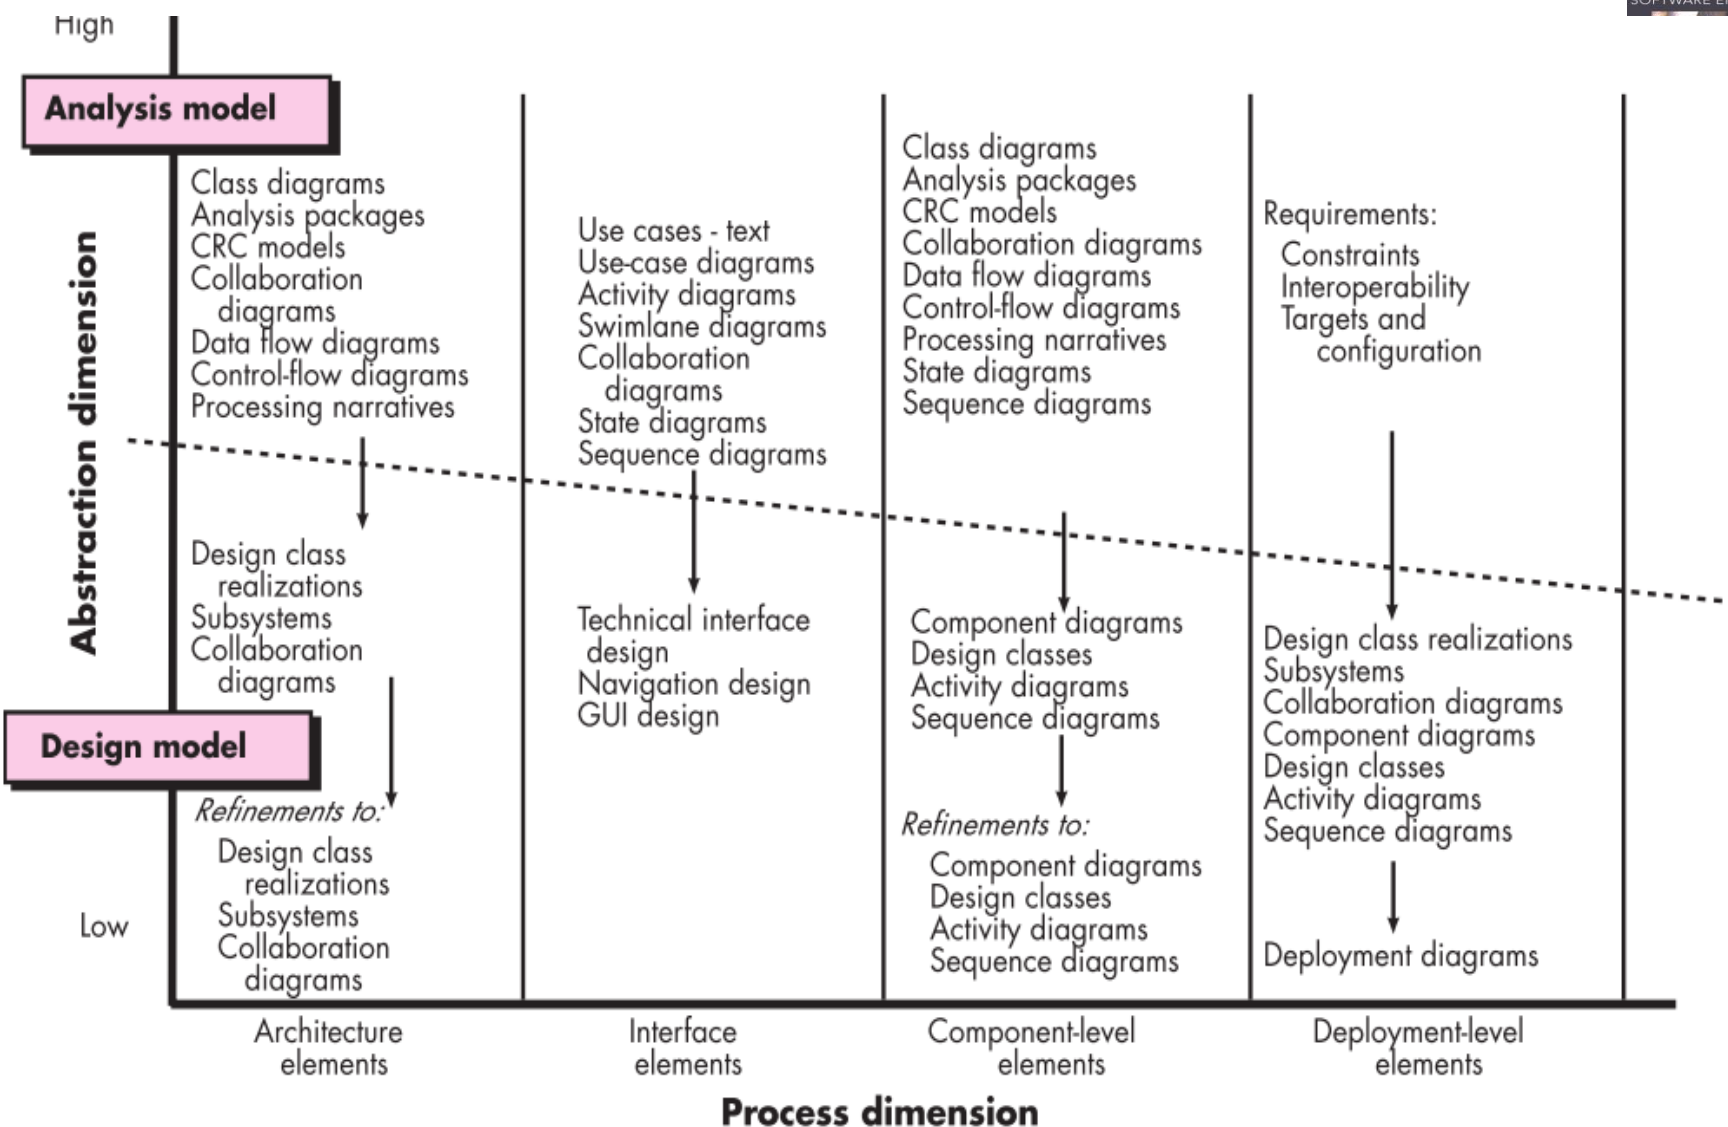 SOFTWARE E
High
Analysis model
Class diagrams
Analysis packages
CRC models
Collaboration
diagrams
Data flow diagrams
Control-flow diagrams
Processing narratives
Use cases - text
Use-case diagrams
Activity diagrams
Swimlane diagrams
Collaboration
diagrams
State diagrams
Sequence diagrams
Class diagrams
Analysis packages
CRC models
Collaboration diagrams
Data flow diagrams
Control-flow diagrams
Processing narratives
State diagrams
Sequence diagrams
Requirements:
Constraints
Interoperability
Targets and
configuration
Abstraction dimension
Design class
realizations
Subsystems
Collaboration
diagrams
Technical interface
design
Navigation design
GUI design
Component diagrams
Design classes
Activity diagrams
Sequence diagrams
Design class realizations
Subsystems
Collaboration diagrams
Component diagrams
Design classes
Activity diagrams
Sequence diagrams
Design model
Refinements to:
Design class
realizations
Subsystems
Collaboration
diagrams
Refinements to:
Component diagrams
Design classes
Activity diagrams
Sequence diagrams
Deployment diagrams
Low
Architecture
elements
Interface
elements
Component-level
elements
Deployment-level
elements
Process dimension